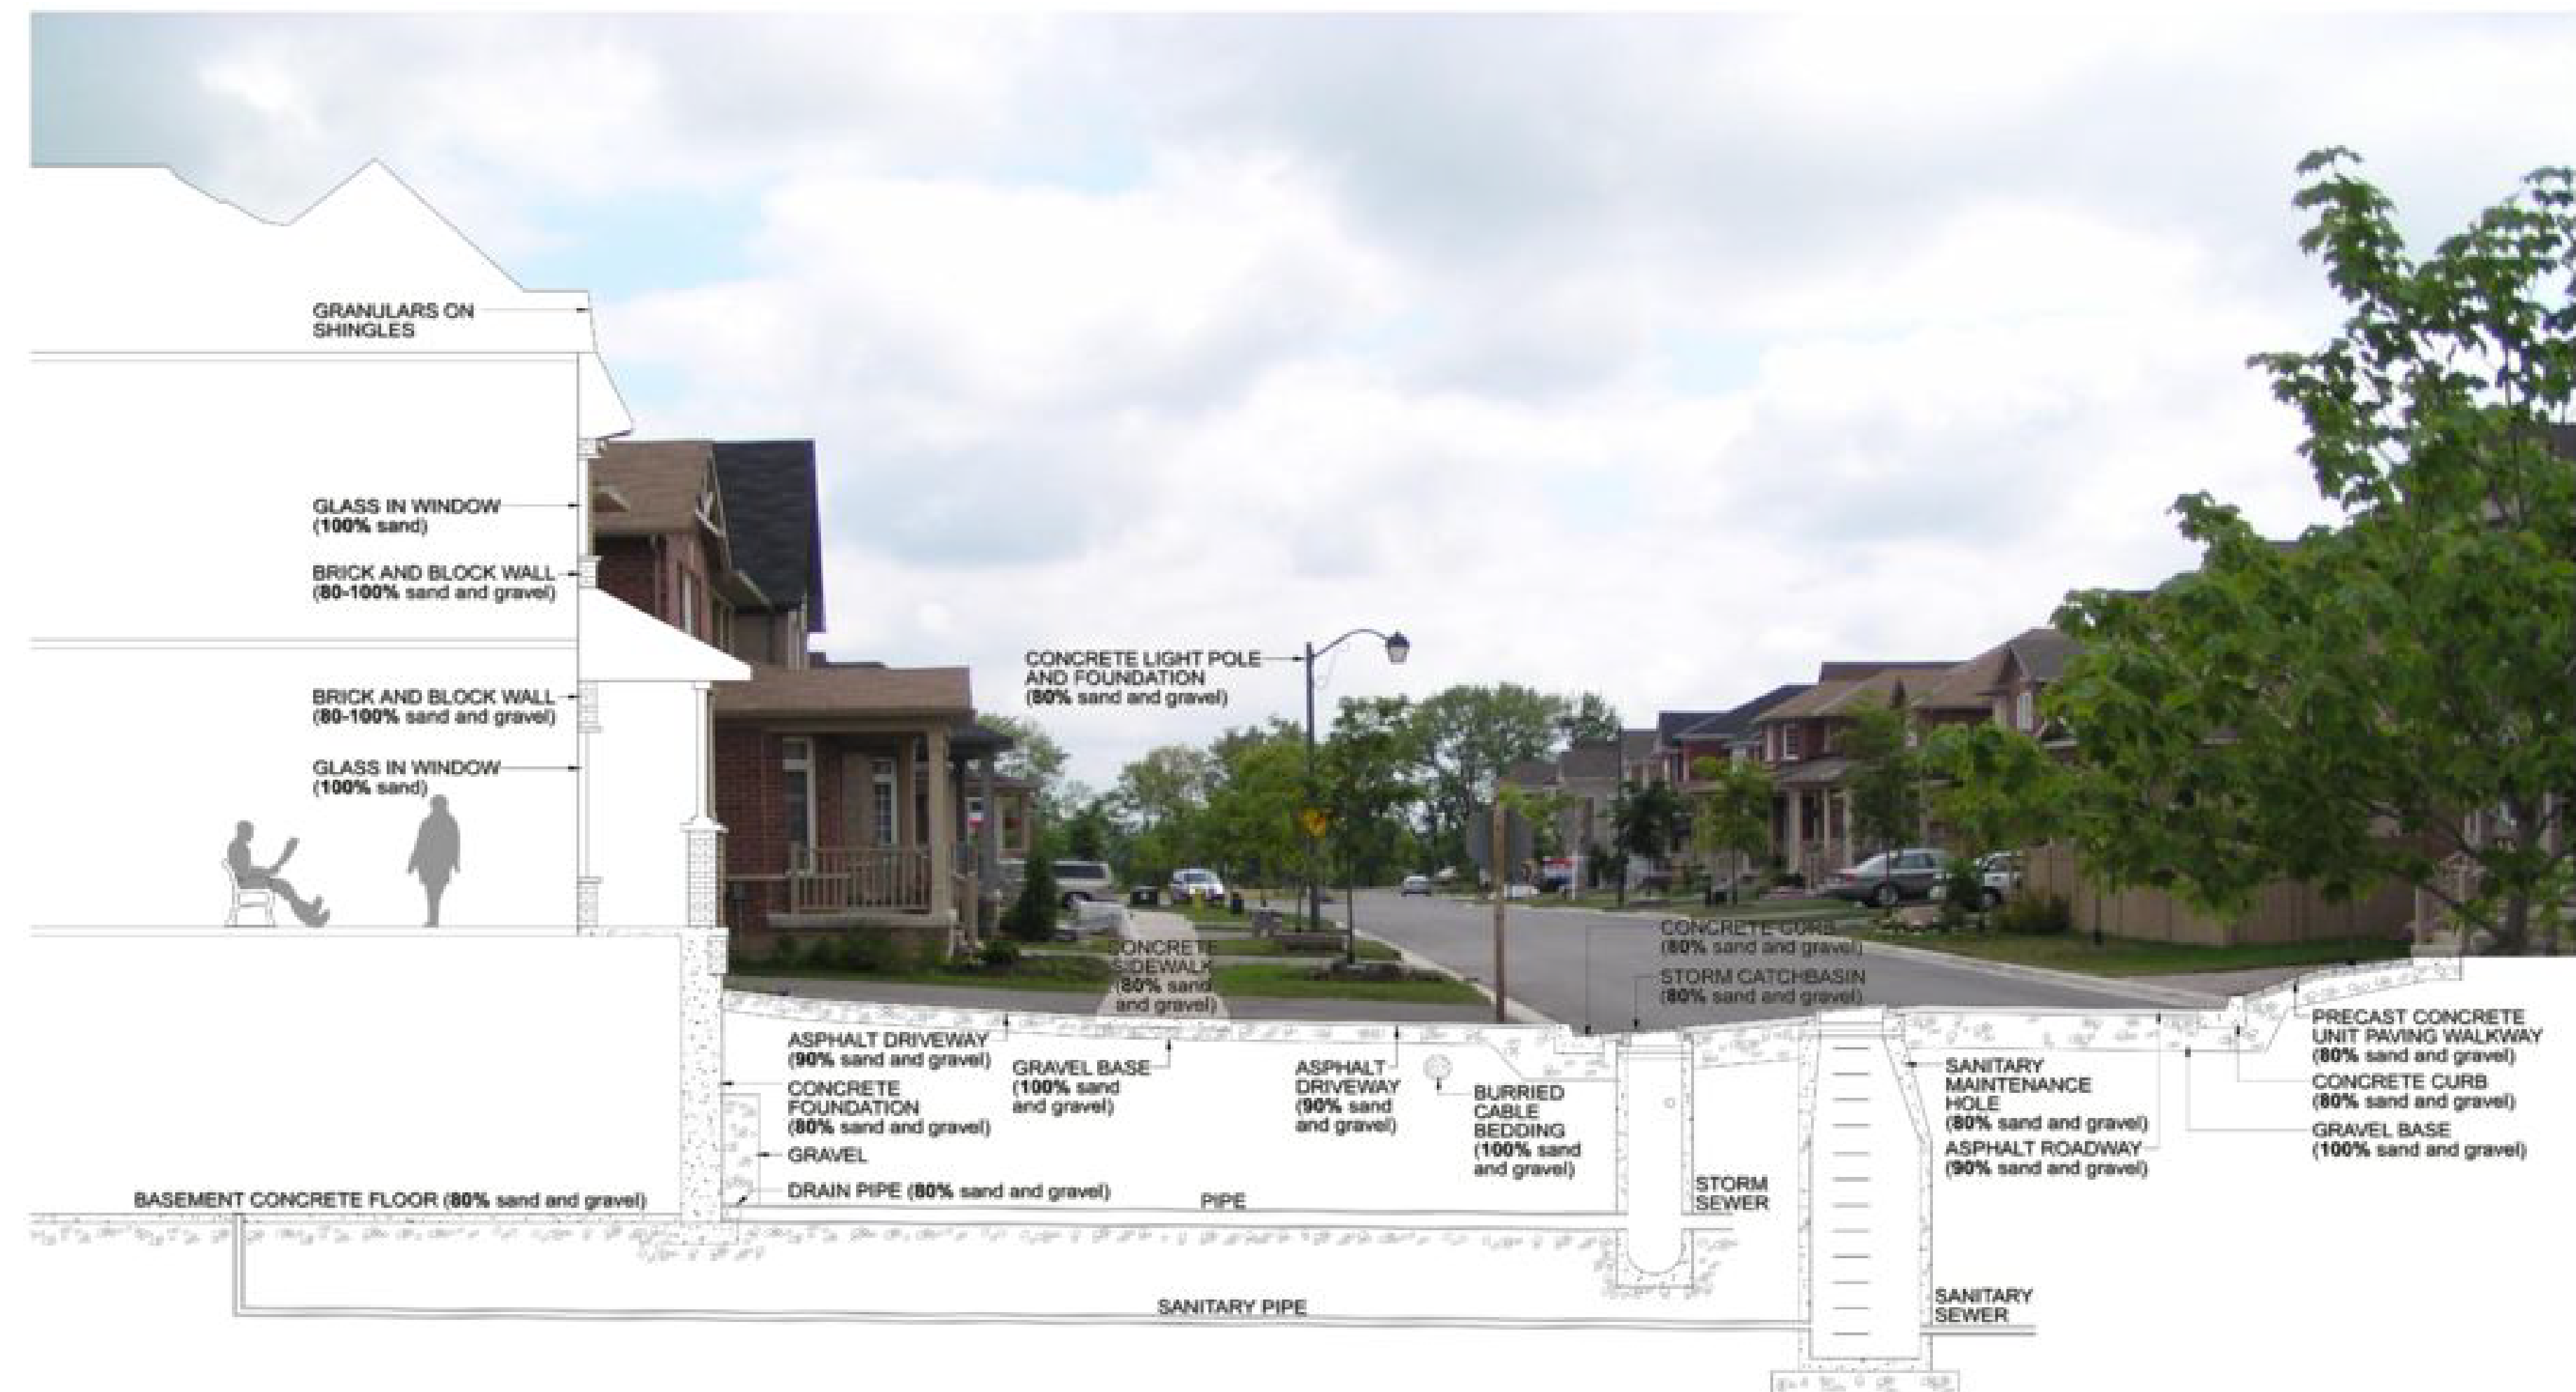 GRANULARS ON
SHINGLES
GLASS IN WINDOW
(100% sand)
BRICK AND BLOCK WALL
(80-100% sand and gravel)
BRICK AND BLOCK WALL
(80-100% sand and gravel)
GLASS IN WINDOW
(100% sand)
CONCRETE LIGHT POLE
AND FOUNDATION
(80% sand and gravel)
CONCRETE
SIDEWALK
(80% sand
and gravel)
CONCRETE CURB
(80% sand and gravel)
STORM CATCHBASIN
(80% sand and gravel)
ASPHALT DRIVEWAY
(90% sand and gravel)
CONCRETE
FOUNDATION
(80% sand and gravel)
GRAVEL
DRAIN PIPE (80% sand and gravel)
GRAVEL BASE
(100% sand
and gravel)
ASPHALT
DRIVEWAY
(90% sand
and gravel)
BURRIED
CABLE
BEDDING
(100% sand
and gravel)
STORM
SEWER
SANITARY
MAINTENANCE
HOLE
(80% sand and gravel)
ASPHALT ROADWAY
(90% sand and gravel)
PRECAST CONCRETE
UNIT PAVING WALKWAY
(80% sand and gravel)
CONCRETE CURB
(80% sand and gravel)
GRAVEL BASE
(100% sand and gravel)
BASEMENT CONCRETE FLOOR (80% sand and gravel)
PIPE
SANITARY PIPE
SANITARY
SEWER